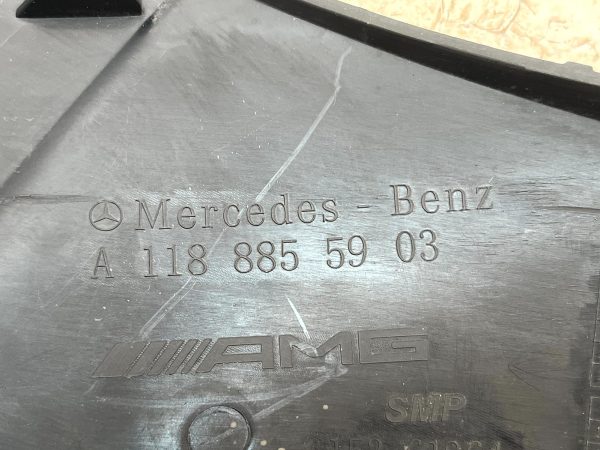 Mercedes - Benz
A 118 885 59 03
AMG
SMP